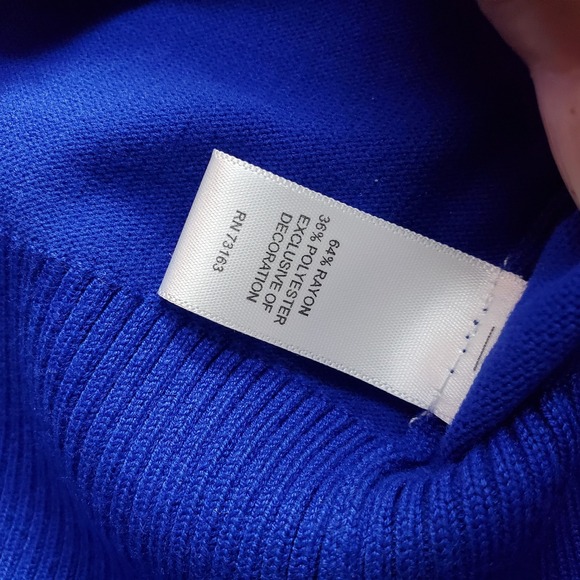 64% RAYON
36% POLYESTER
EXCLUSIVE OF
DECORATION
RN 73163